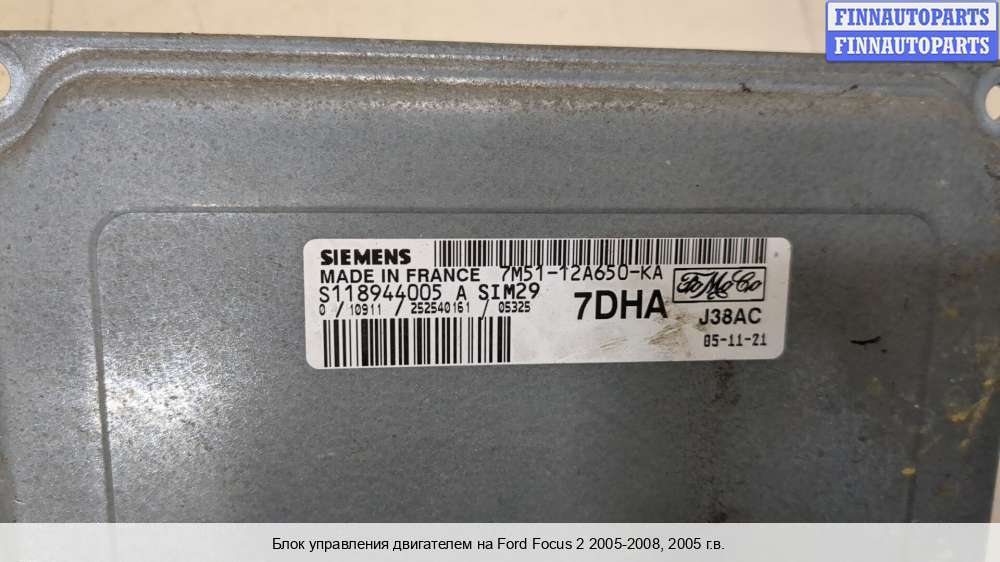 FINNAUTOPARTS
FINNAUTOPARTS
SIEMENS
MADE IN FRANCE 7M51-12A650-KA
S118944005 A SIM29
0 / 10911 / 252540161 / 05325
7DHA
FoMoCo
J38AC
05-11-21
Блок управления двигателем на Ford Focus 2 2005-2008, 2005 г.в.